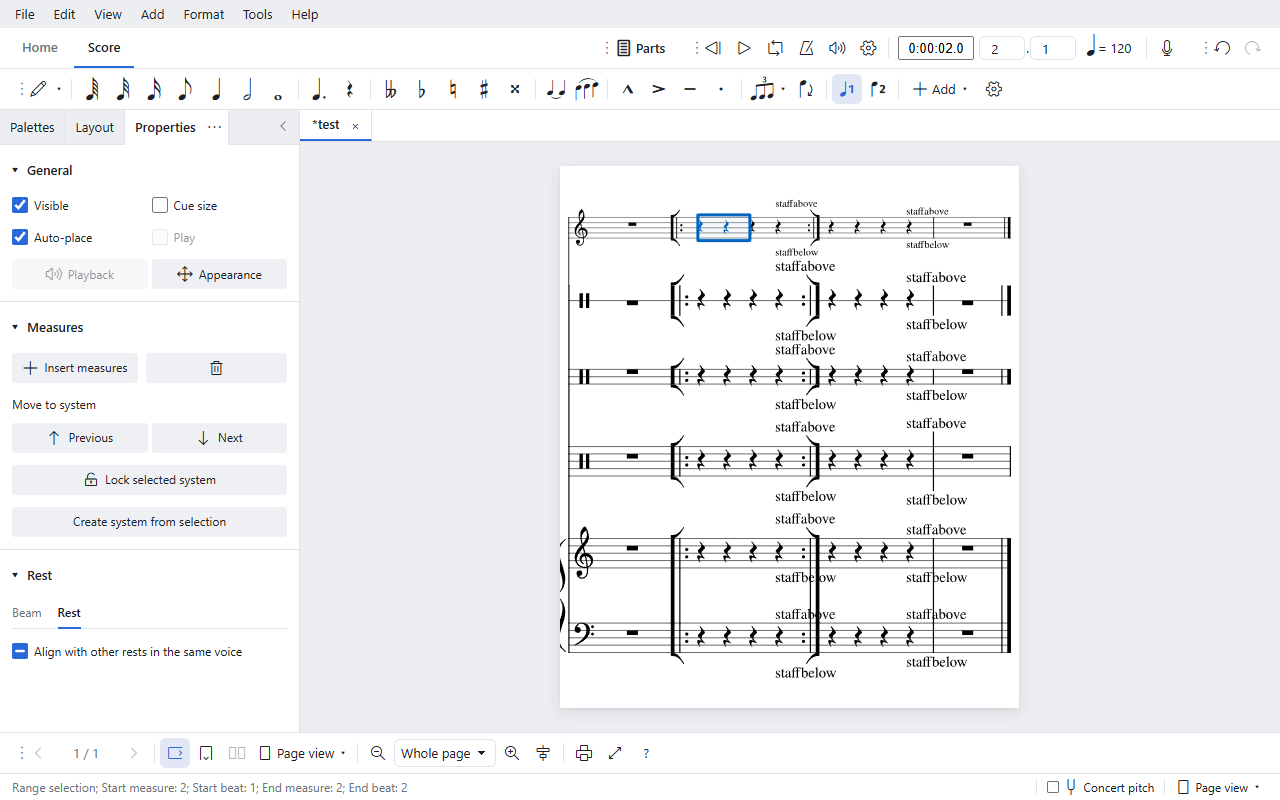 File Edit View Add Format Tools Help
Home Score Parts 0:00:02.0 2 . 1 = 120
3 1 2 Add
Palettes Layout Properties ··· *test ×
General
Visible Cue size
Auto-place Play
Playback Appearance
Measures
Insert measures
Move to system
Previous Next
Lock selected system
Create system from selection
Rest
Beam Rest
Align with other rests in the same voice
staffabove
staffabove
staffbelow
staffbelow
staffabove
staffabove
staffbelow
staffbelow
staffabove
staffabove
staffbelow
staffbelow
staffabove
staffabove
staffbelow
staffbelow
staffabove
staffabove
staffbelow staffbelow
staffabove staffabove
staffbelow
staffbelow
1 / 1 Page view Whole page ?
Range selection; Start measure: 2; Start beat: 1; End measure: 2; End beat: 2 Concert pitch Page view